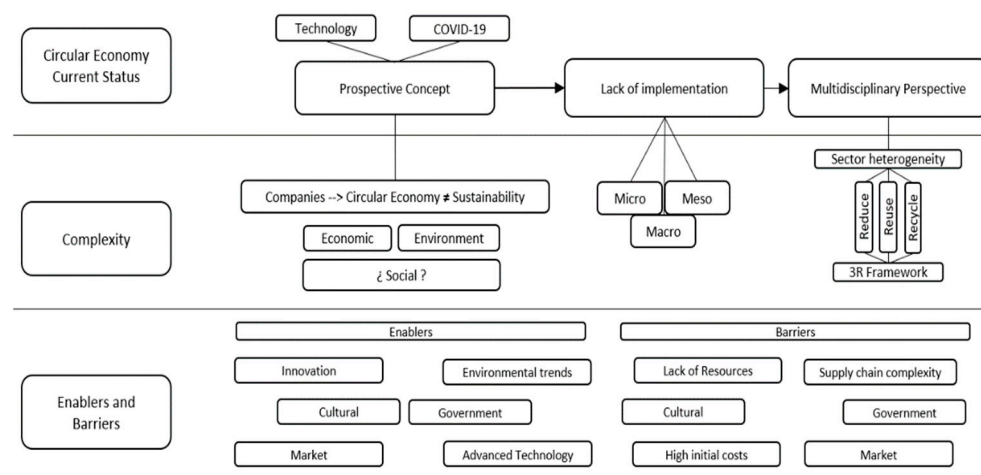 Technology
COVID-19
Circular Economy
Current Status
Prospective Concept
Lack of implementation
Multidisciplinary Perspective
Sector heterogeneity
Companies --> Circular Economy ≠ Sustainability
Micro
Meso
Reduce
Reuse
Recycle
Complexity
Economic
Environment
Macro
¿ Social ?
3R Framework
Enablers
Barriers
Innovation
Environmental trends
Lack of Resources
Supply chain complexity
Enablers and
Barriers
Cultural
Government
Cultural
Government
Market
Advanced Technology
High initial costs
Market